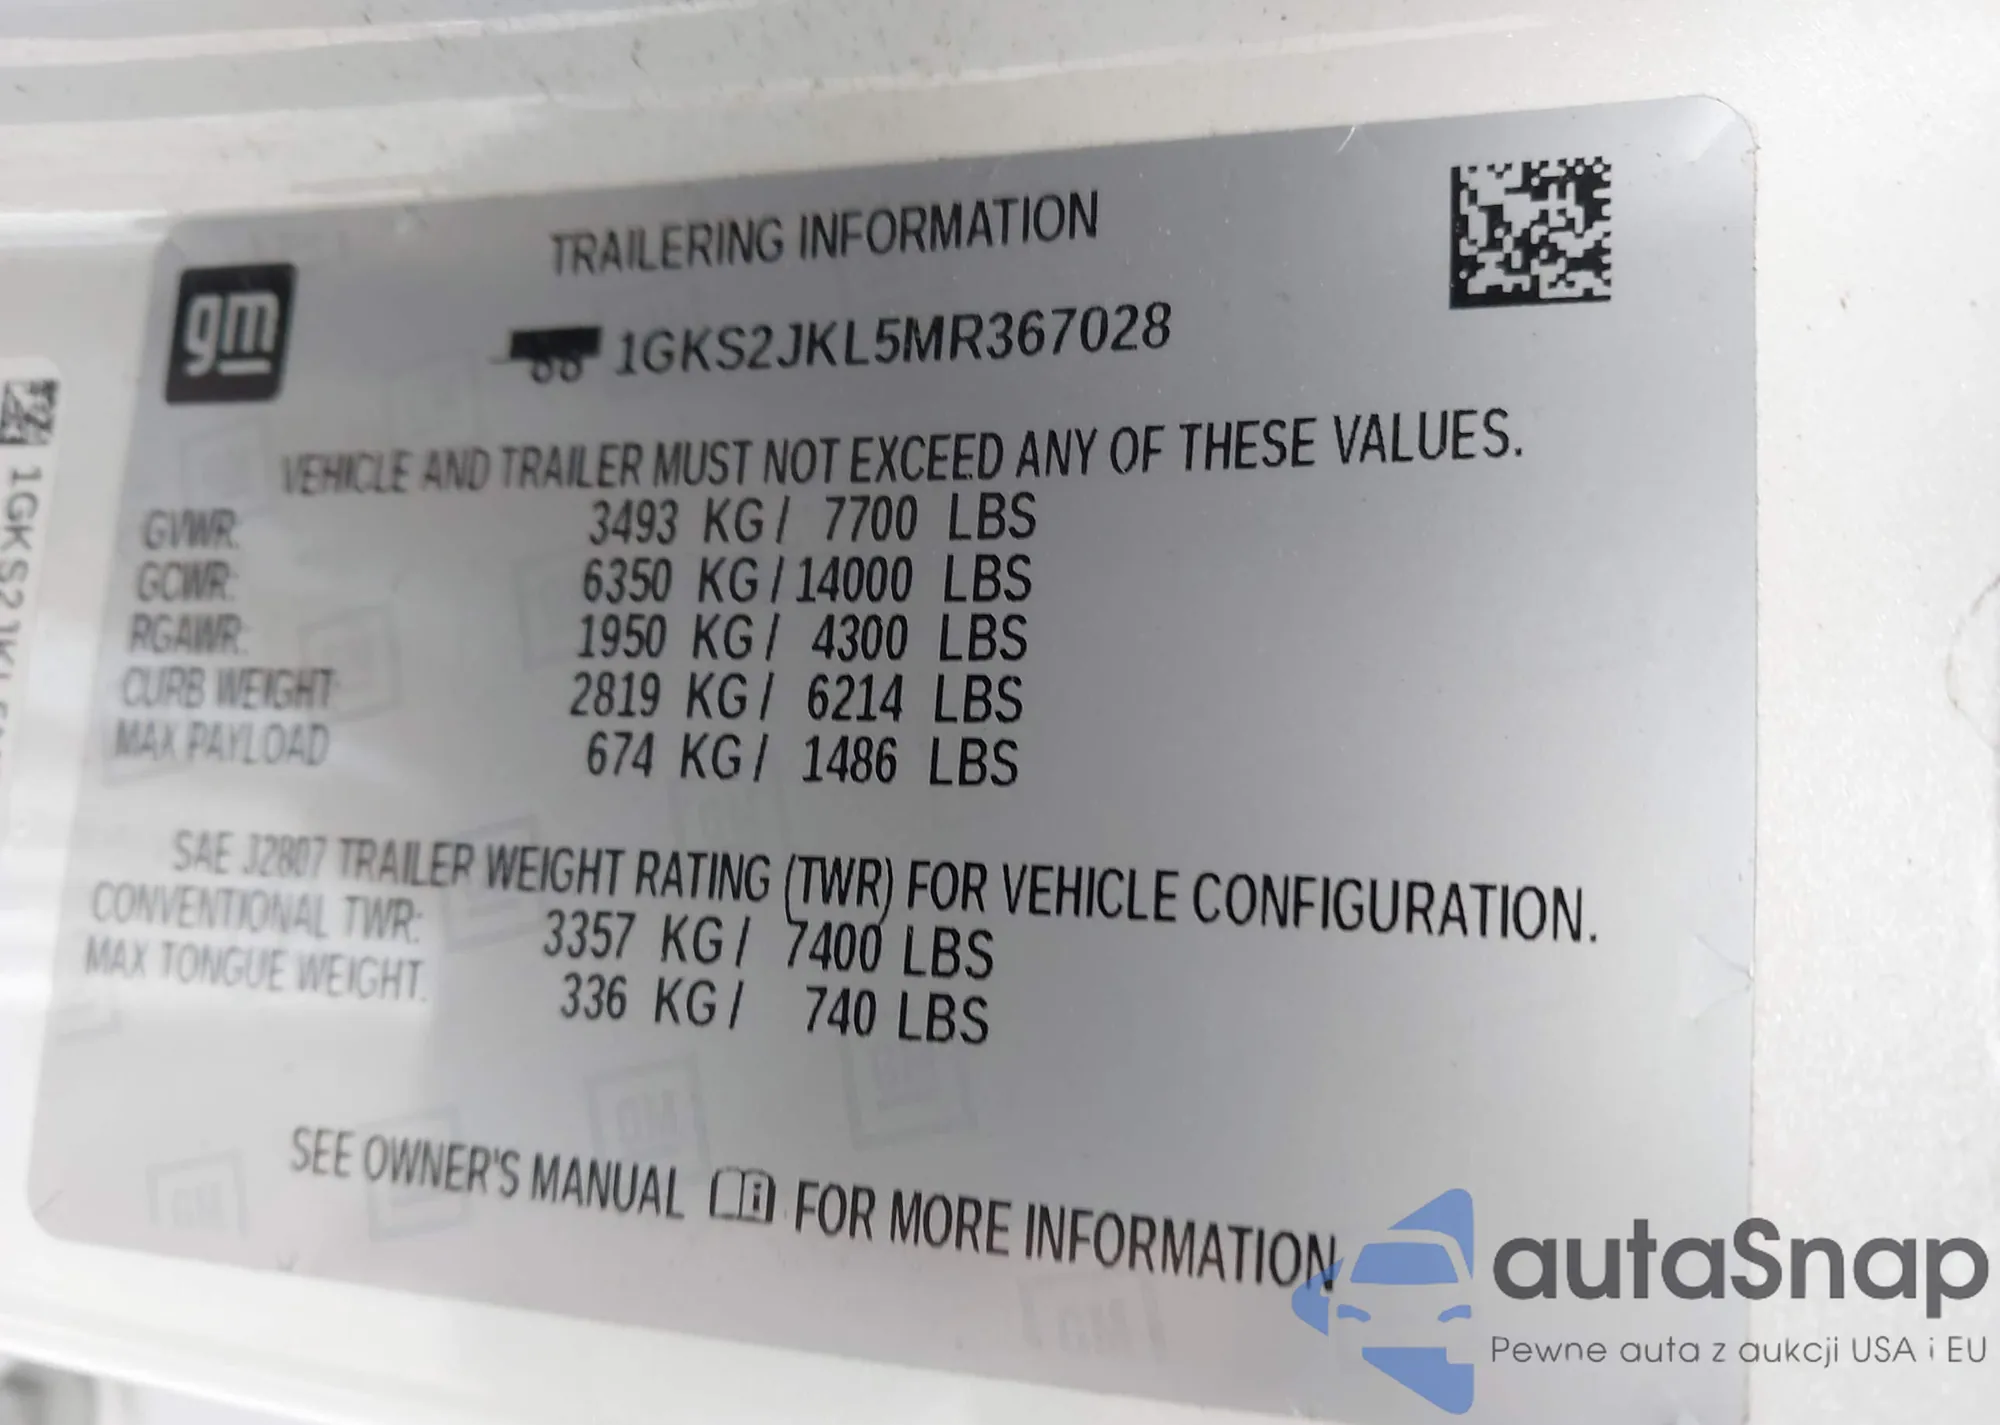 TRAILERING INFORMATION
gm
1GKS2JKL5MR367028
VEHICLE AND TRAILER MUST NOT EXCEED ANY OF THESE VALUES.
GVWR: 3493 KG / 7700 LBS
GCWR: 6350 KG / 14000 LBS
RGAWR: 1950 KG / 4300 LBS
CURB WEIGHT: 2819 KG / 6214 LBS
MAX PAYLOAD 674 KG / 1486 LBS
SAE J2807 TRAILER WEIGHT RATING (TWR) FOR VEHICLE CONFIGURATION.
CONVENTIONAL TWR: 3357 KG / 7400 LBS
MAX TONGUE WEIGHT: 336 KG / 740 LBS
SEE OWNER'S MANUAL FOR MORE INFORMATION
1GKS2JKL5
autaSnap
Pewne auta z aukcji USA i EU